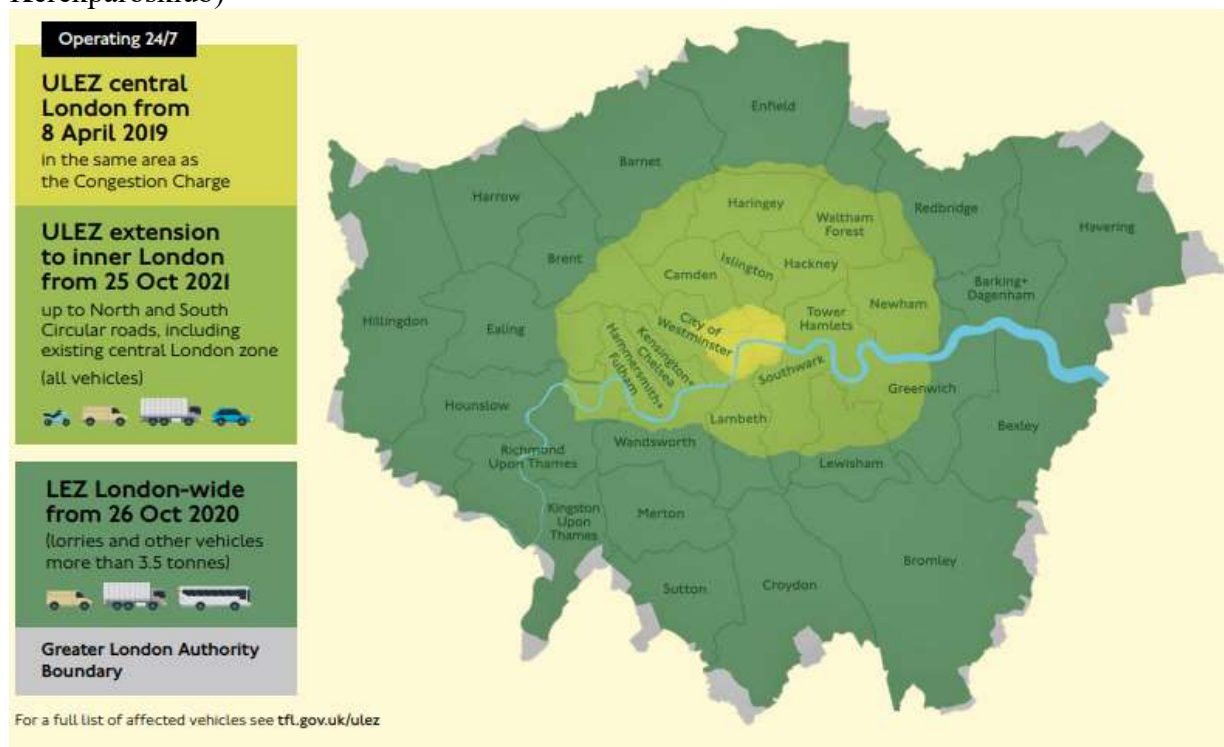 Operating 24/7
ULEZ central
London from
8 April 2019
in the same area as
the Congestion Charge
ULEZ extension
to inner London
from 25 Oct 2021
up to North and South
Circular roads, including
existing central London zone
(all vehicles)
LEZ London-wide
from 26 Oct 2020
(lorries and other vehicles
more than 3.5 tonnes)
Greater London Authority
Boundary
For a full list of affected vehicles see tfl.gov.uk/ulez
Enfield
Barnet
Harrow
Haringey
Waltham
Forest
Redbridge
Havering
Brent
Camden
Islington
Hackney
Barking+
Dagenham
Hillingdon
Ealing
City of
Westminster
Tower
Hamlets
Newham
Kensington+
Chelsea
Hammersmith+
Fulham
Southwark
Greenwich
Hounslow
Lambeth
Bexley
Richmond
Upon Thames
Wandsworth
Lewisham
Kingston
Upon
Thames
Merton
Bromley
Sutton
Croydon